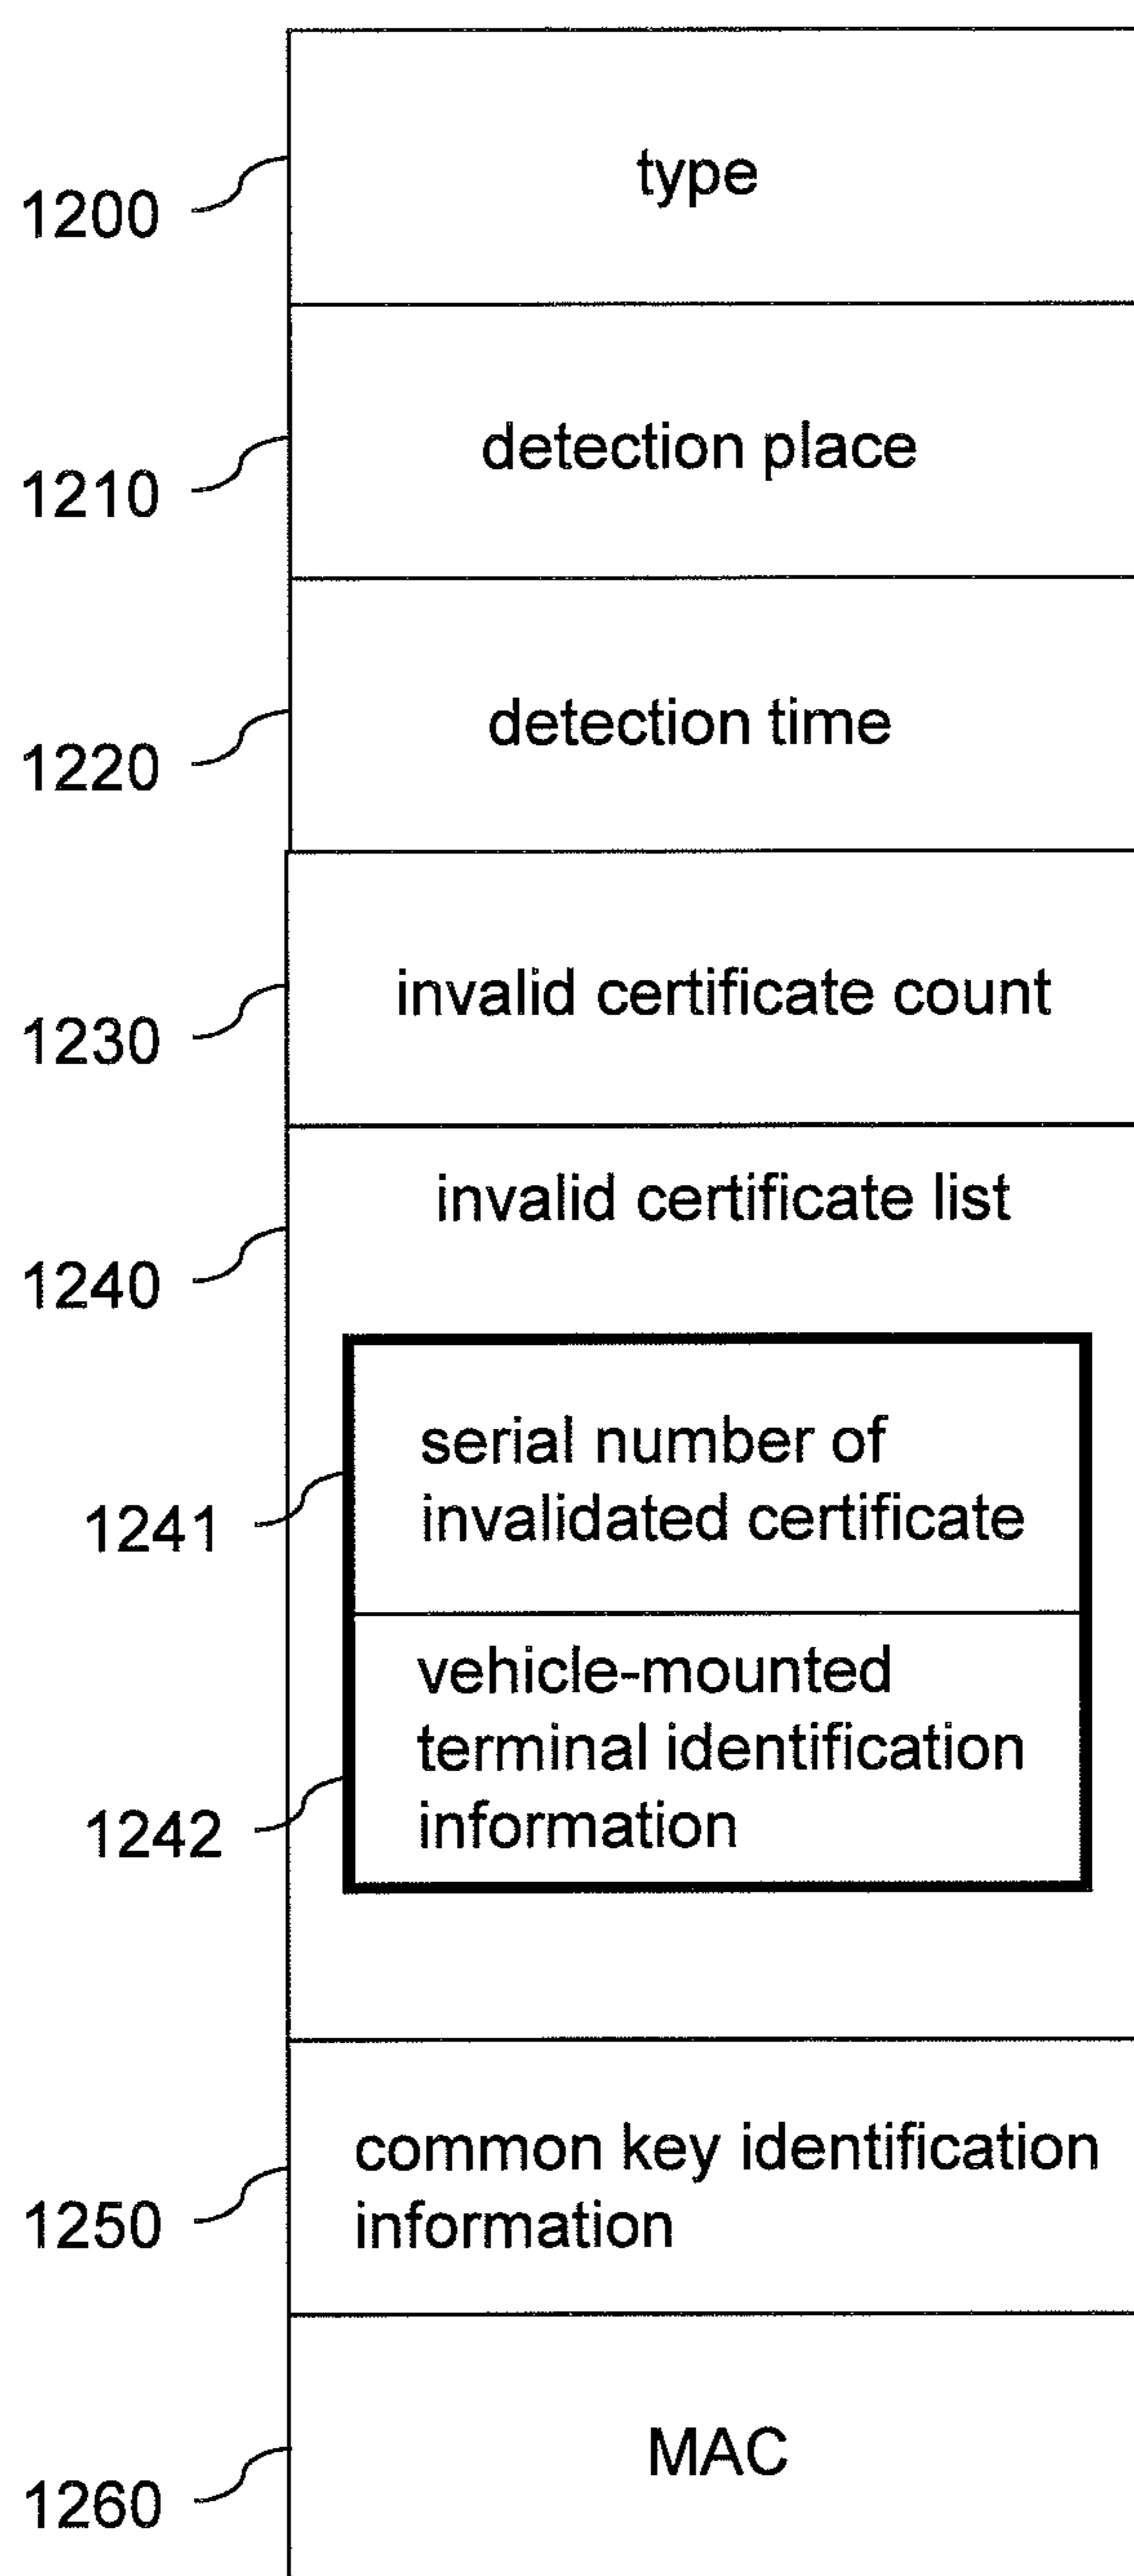 type
1200
detection place
1210
detection time
1220
invalid certificate count
1230
invalid certificate list
1240
serial number of
invalidated certificate
1241
vehicle-mounted
terminal identification
information
1242
common key identification
information
1250
MAC
1260